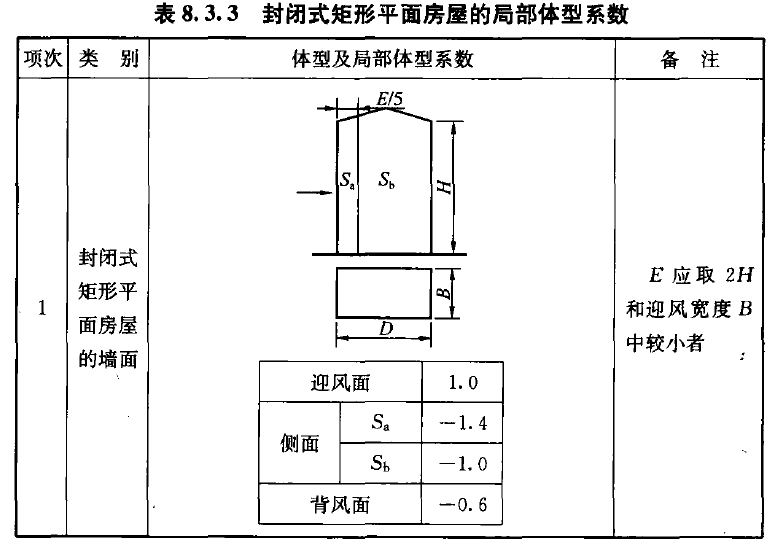 表 8.3.3 封闭式矩形平面房屋的局部体型系数
项次 类 别 体型及局部体型系数 备 注
E/5
Sa Sb H
B
D
1
封闭式
矩形平
面房屋
的墙面
迎风面 1.0
侧面 Sa −1.4
Sb −1.0
背风面 −0.6
E 应取 2H
和迎风宽度 B
中较小者